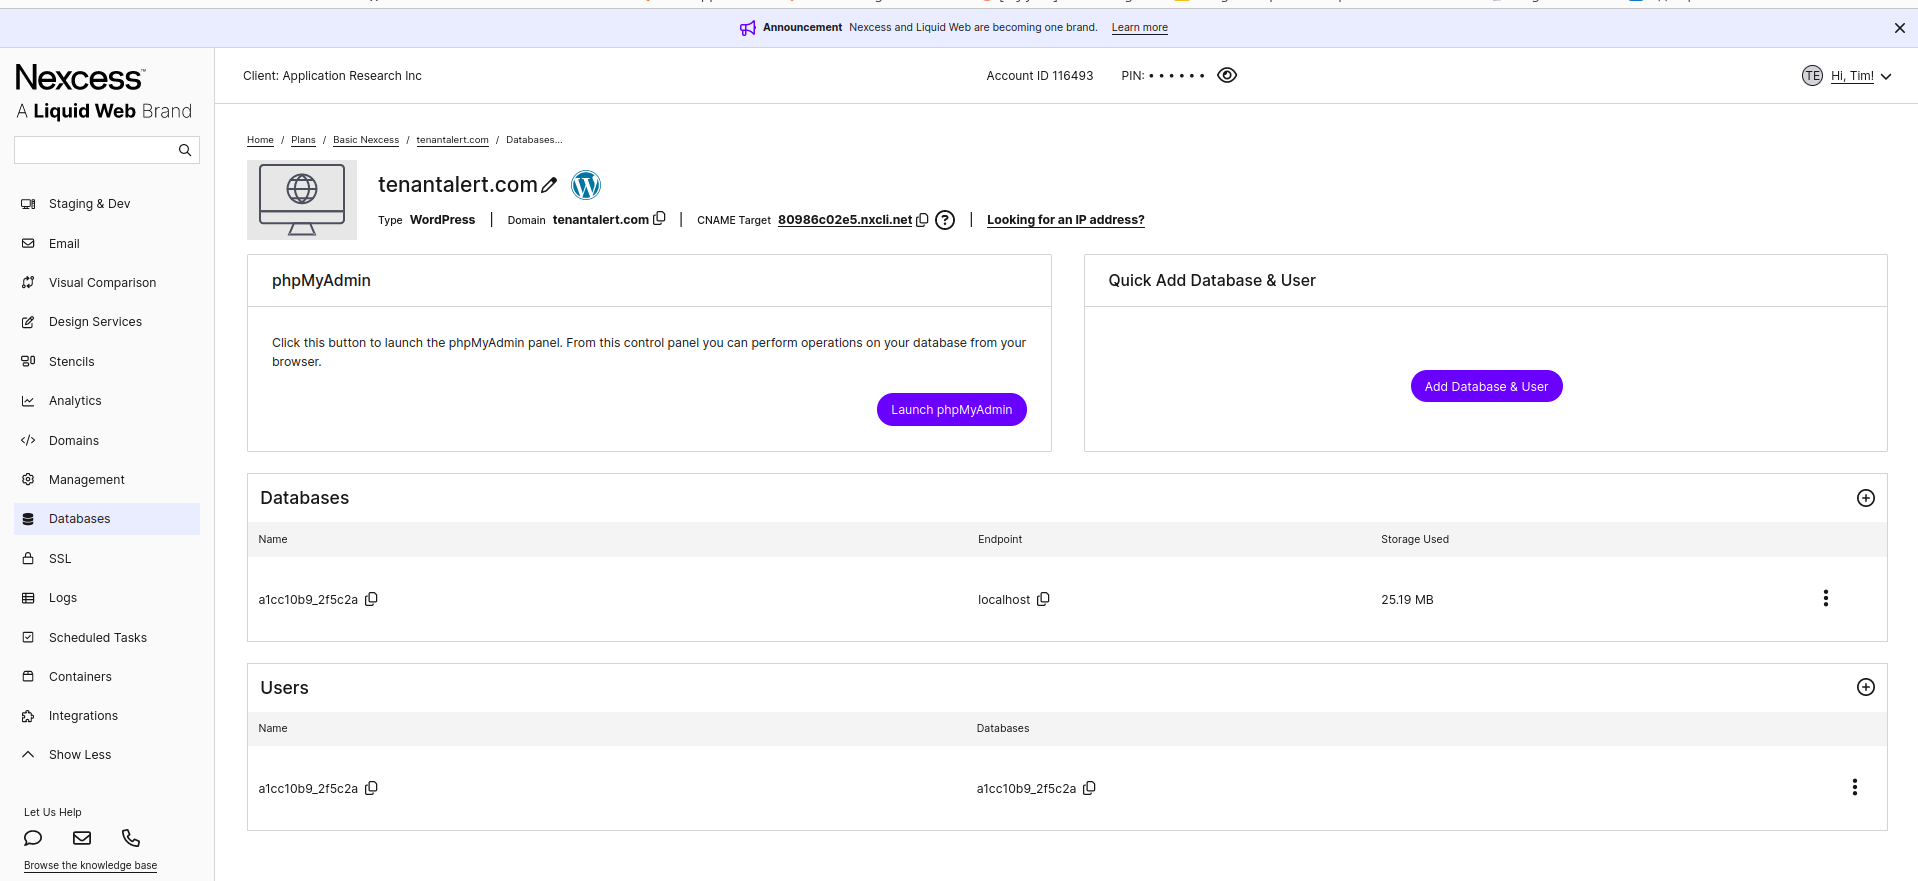 Announcement Nexcess and Liquid Web are becoming one brand. Learn more
Nexcess™
A Liquid Web Brand
Client: Application Research Inc
Account ID 116493
PIN: • • • • • •
TE Hi, Tim!
Staging & Dev
Email
Visual Comparison
Design Services
Stencils
Analytics
Domains
Management
Databases
SSL
Logs
Scheduled Tasks
Containers
Integrations
Show Less
Let Us Help
Browse the knowledge base
Home / Plans / Basic Nexcess / tenantalert.com / Databases...
tenantalert.com
Type WordPress | Domain tenantalert.com | CNAME Target 80986c02e5.nxcli.net ? | Looking for an IP address?
phpMyAdmin
Click this button to launch the phpMyAdmin panel. From this control panel you can perform operations on your database from your
browser.
Launch phpMyAdmin
Quick Add Database & User
Add Database & User
Databases
Name Endpoint Storage Used
a1cc10b9_2f5c2a localhost 25.19 MB
Users
Name Databases
a1cc10b9_2f5c2a a1cc10b9_2f5c2a